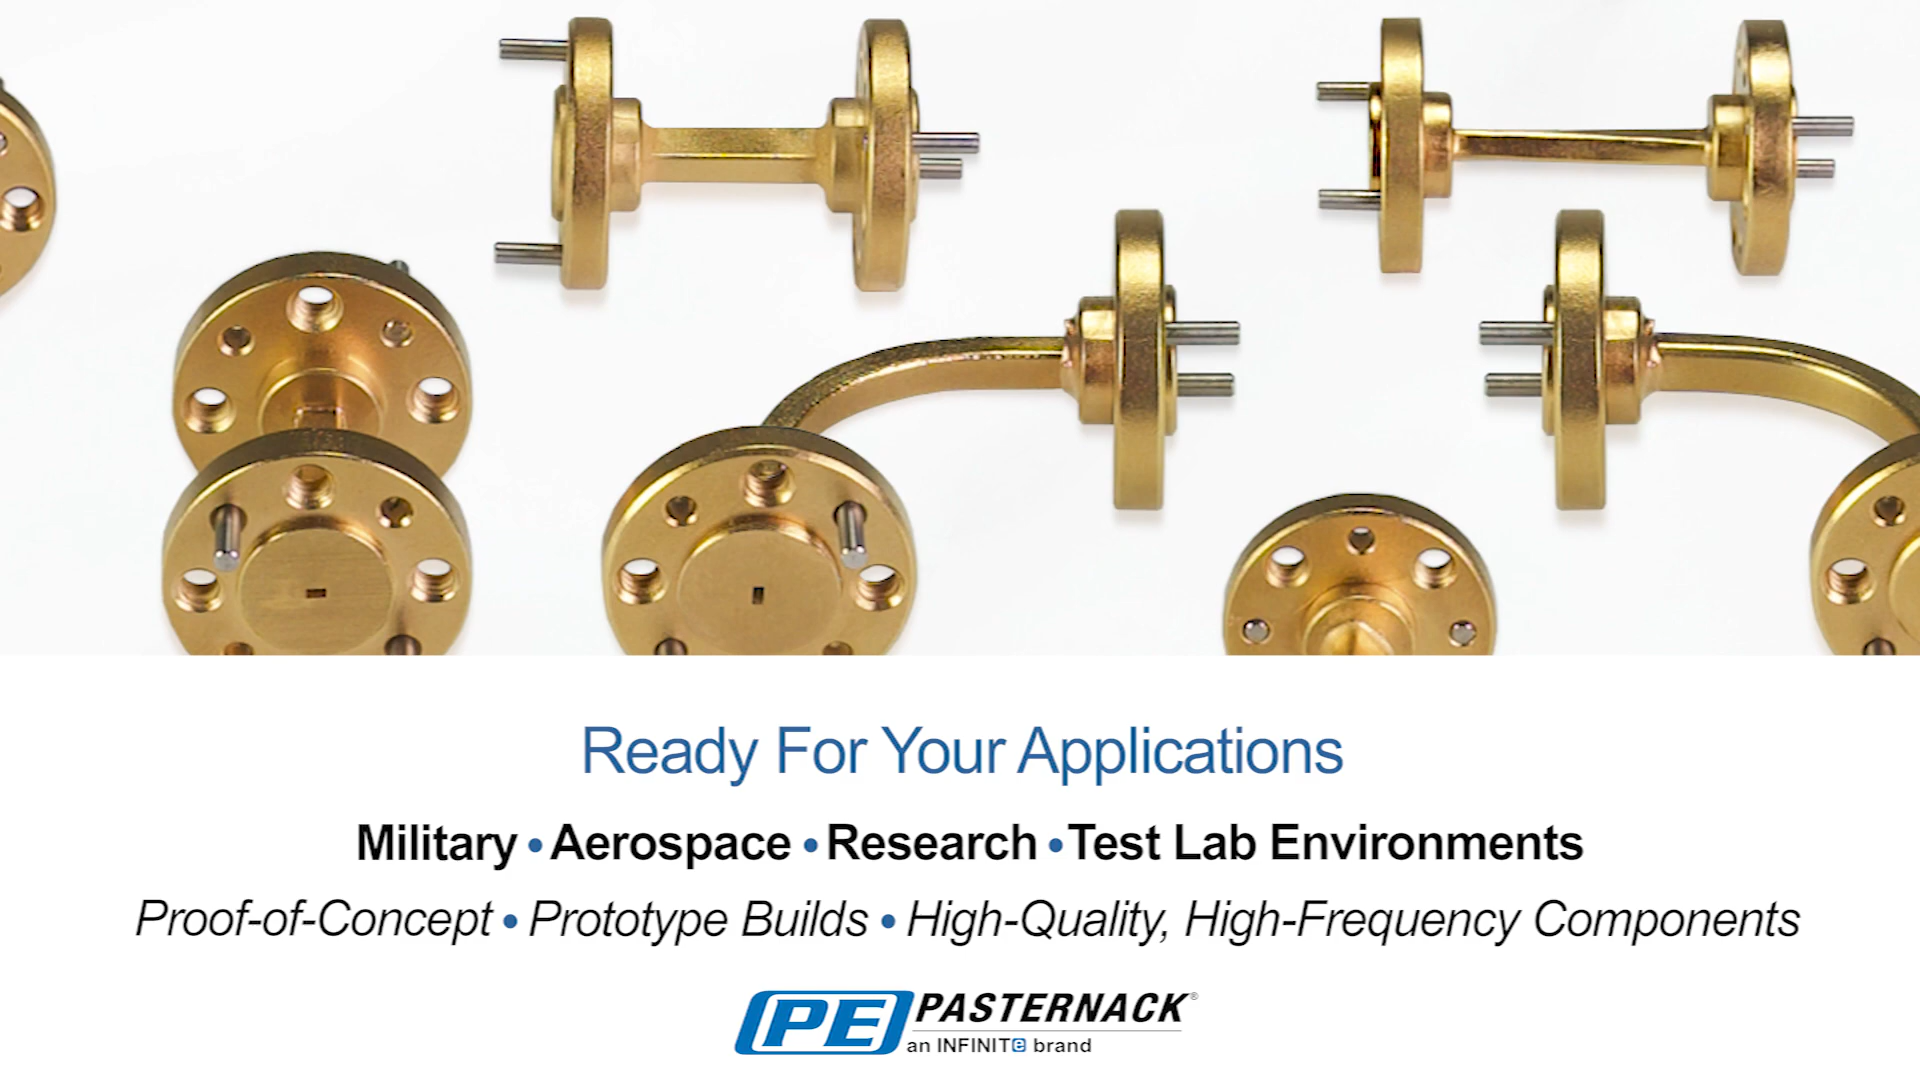 Ready For Your Applications
Military • Aerospace • Research • Test Lab Environments
Proof-of-Concept • Prototype Builds • High-Quality, High-Frequency Components
PE PASTERNACK®
an INFINITe brand